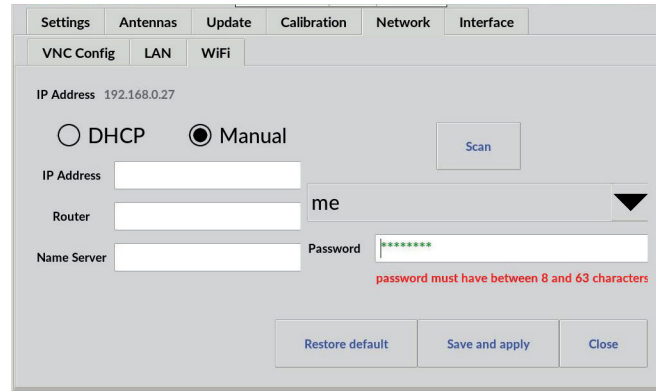 Settings Antennas Update Calibration Network Interface
VNC Config LAN WiFi
IP Address 192.168.0.27
DHCP Manual
Scan
IP Address
me
Router
Password ********
Name Server
password must have between 8 and 63 characters
Restore default Save and apply Close